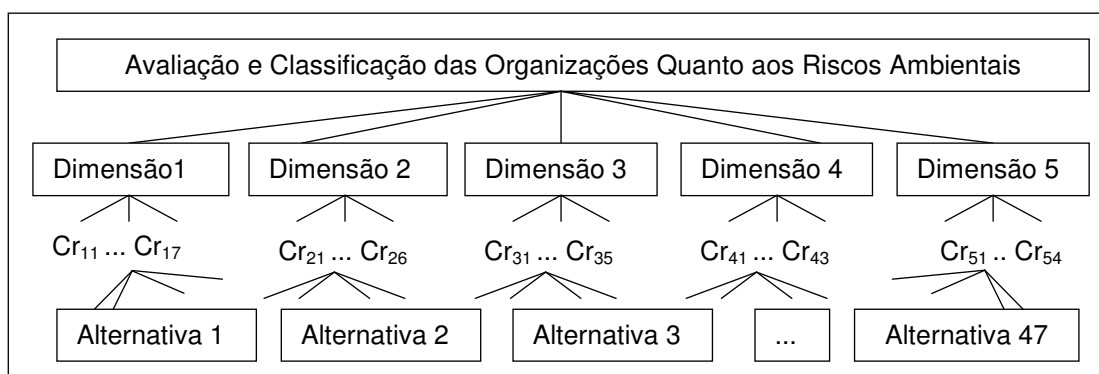 Avaliação e Classificação das Organizações Quanto aos Riscos Ambientais
Dimensão1 Dimensão 2 Dimensão 3 Dimensão 4 Dimensão 5
Cr11 ... Cr17 Cr21 ... Cr26 Cr31 ... Cr35 Cr41 ... Cr43 Cr51 .. Cr54
Alternativa 1 Alternativa 2 Alternativa 3 ... Alternativa 47